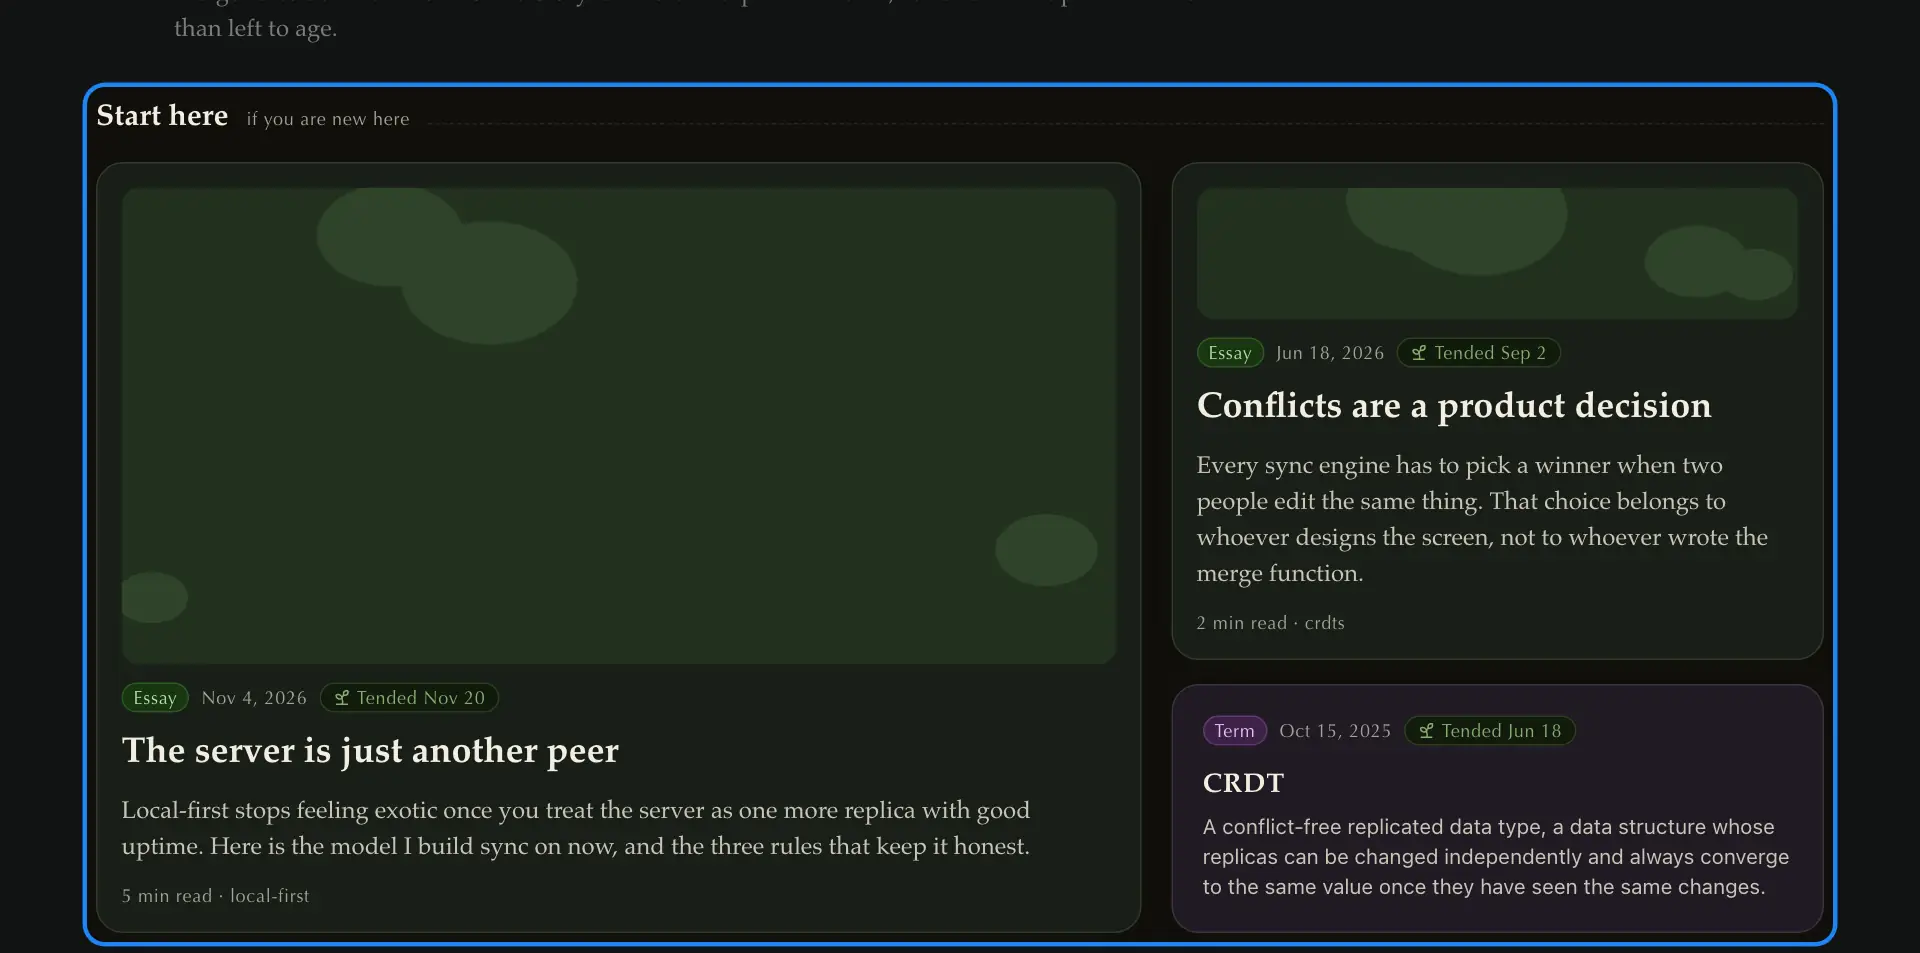 than left to age.
Start here if you are new here
Essay Nov 4, 2026 Tended Nov 20
The server is just another peer
Local-first stops feeling exotic once you treat the server as one more replica with good
uptime. Here is the model I build sync on now, and the three rules that keep it honest.
5 min read · local-first
Essay Jun 18, 2026 Tended Sep 2
Conflicts are a product decision
Every sync engine has to pick a winner when two
people edit the same thing. That choice belongs to
whoever designs the screen, not to whoever wrote the
merge function.
2 min read · crdts
Term Oct 15, 2025 Tended Jun 18
CRDT
A conflict-free replicated data type, a data structure whose
replicas can be changed independently and always converge
to the same value once they have seen the same changes.